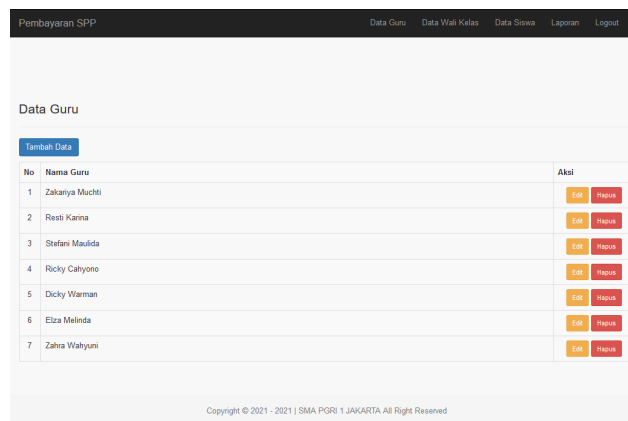 Pembayaran SPP Data Guru Data Wali Kelas Data Siswa Laporan Logout
Data Guru
Tambah Data
No Nama Guru Aksi
1 Zakariya Muchti Edit Hapus
2 Resti Karina Edit Hapus
3 Stefani Maulida Edit Hapus
4 Ricky Cahyono Edit Hapus
5 Dicky Warman Edit Hapus
6 Elza Melinda Edit Hapus
7 Zahra Wahyuni Edit Hapus
Copyright © 2021 - 2021 | SMA PGRI 1 JAKARTA All Right Reserved